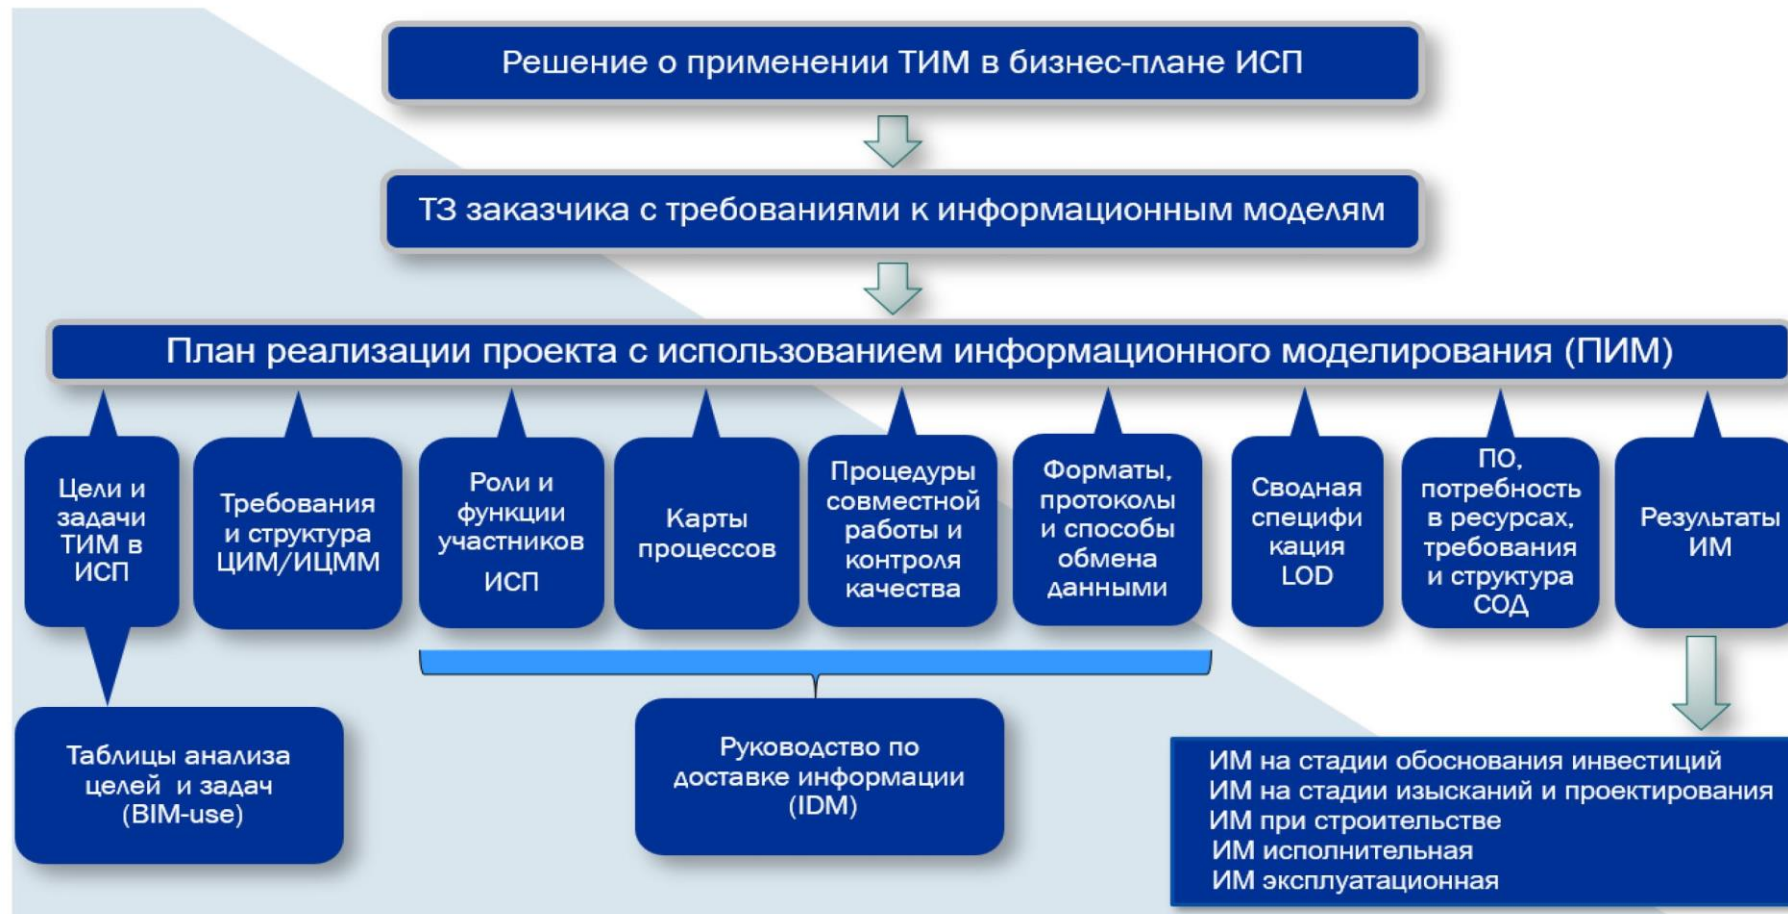 Решение о применении ТИМ в бизнес-плане ИСП
ТЗ заказчика с требованиями к информационным моделям
План реализации проекта с использованием информационного моделирования (ПИМ)
Цели и
задачи
ТИМ в
ИСП
Требования
и структура
ЦИМ/ИЦММ
Роли и
функции
участников
ИСП
Карты
процессов
Процедуры
совместной
работы и
контроля
качества
Форматы,
протоколы
и способы
обмена
данными
Сводная
специфи
кация
LOD
ПО,
потребность
в ресурсах,
требования
и структура
СОД
Результаты
ИМ
Таблицы анализа
целей и задач
(BIM-use)
Руководство по
доставке информации
(IDM)
ИМ на стадии обоснования инвестиций
ИМ на стадии изысканий и проектирования
ИМ при строительстве
ИМ исполнительная
ИМ эксплуатационная